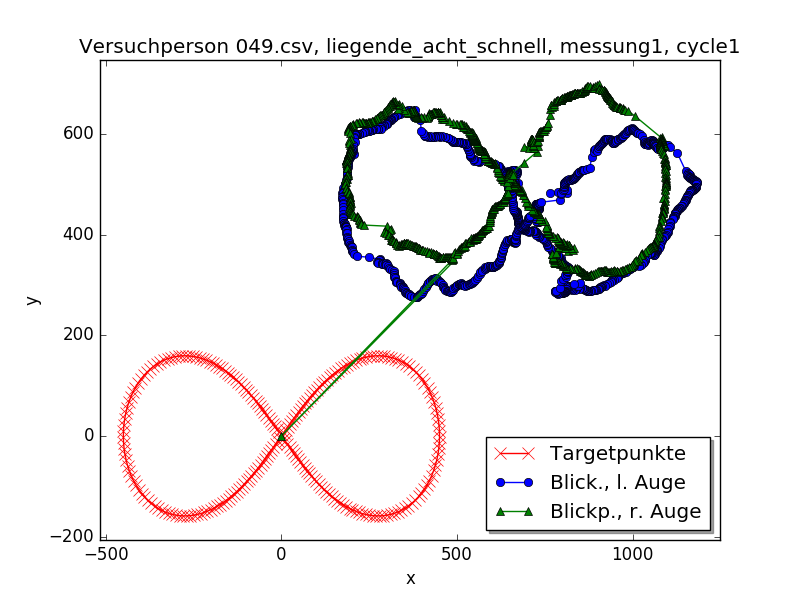 Versuchperson 049.csv, liegende_acht_schnell, messung1, cycle1
y
600
400
200
0
−200
−500
0
500
1000
x
Targetpunkte
Blick., l. Auge
Blickp., r. Auge